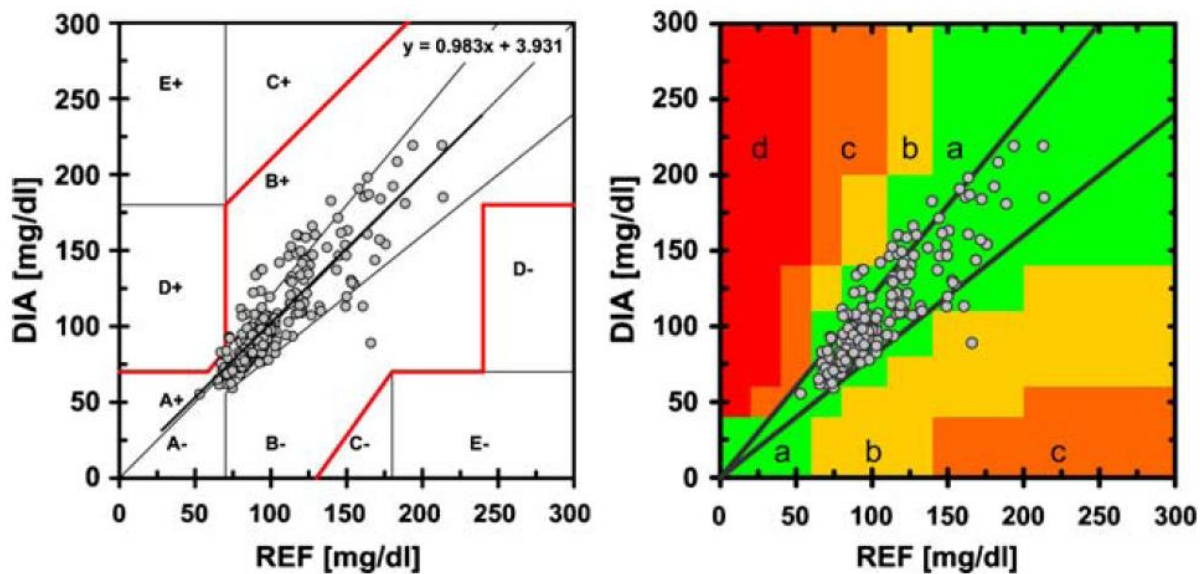 300
250
200
150
100
50
0
DIA [mg/dl]
E+
C+
y = 0.983x + 3.931
B+
D+
D-
A+
A-
B-
C-
E-
0 50 100 150 200 250 300
REF [mg/dl]
300
250
200
150
100
50
0
DIA [mg/dl]
d
c
b
a
a
b
c
0 50 100 150 200 250 300
REF [mg/dl]